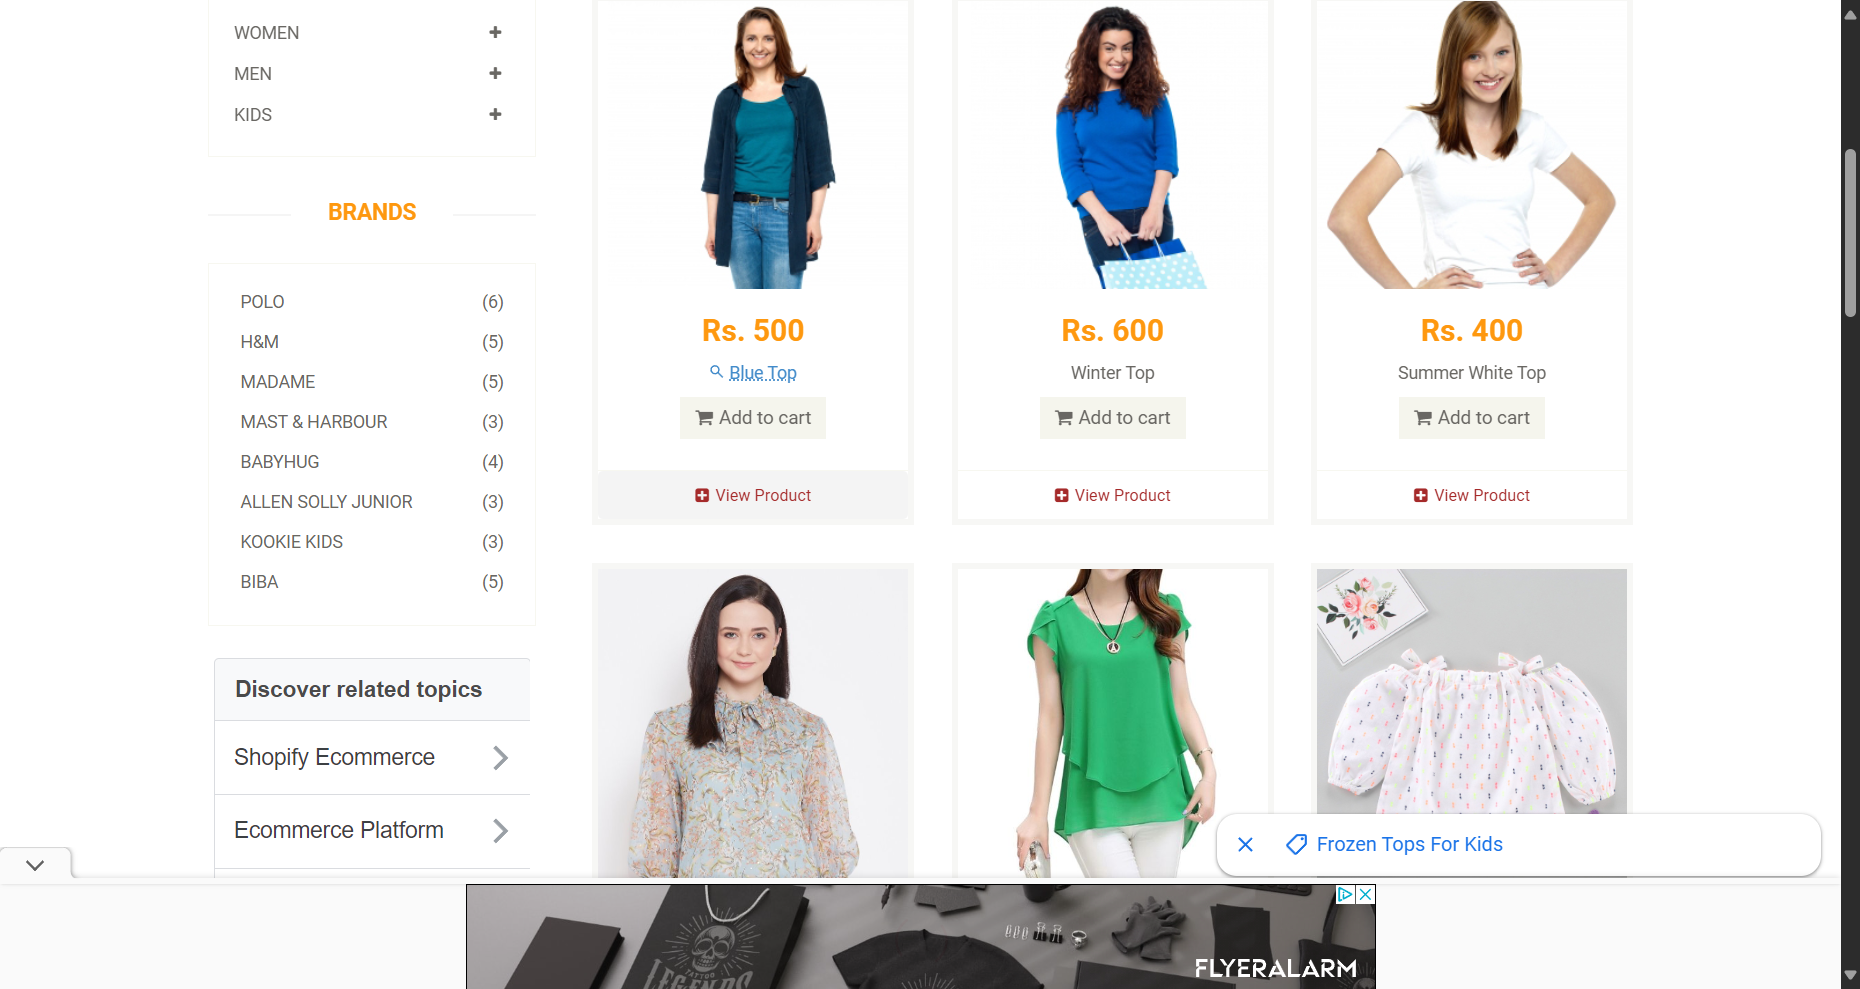 WOMEN
MEN
KIDS
BRANDS
POLO (6)
H&M (5)
MADAME (5)
MAST & HARBOUR (3)
BABYHUG (4)
ALLEN SOLLY JUNIOR (3)
KOOKIE KIDS (3)
BIBA (5)
Discover related topics
Shopify Ecommerce
Ecommerce Platform
Rs. 500
Blue Top
Add to cart
View Product
Rs. 600
Winter Top
Add to cart
View Product
Rs. 400
Summer White Top
Add to cart
View Product
Frozen Tops For Kids
TATTOO
LEGENDS
FLYERALARM